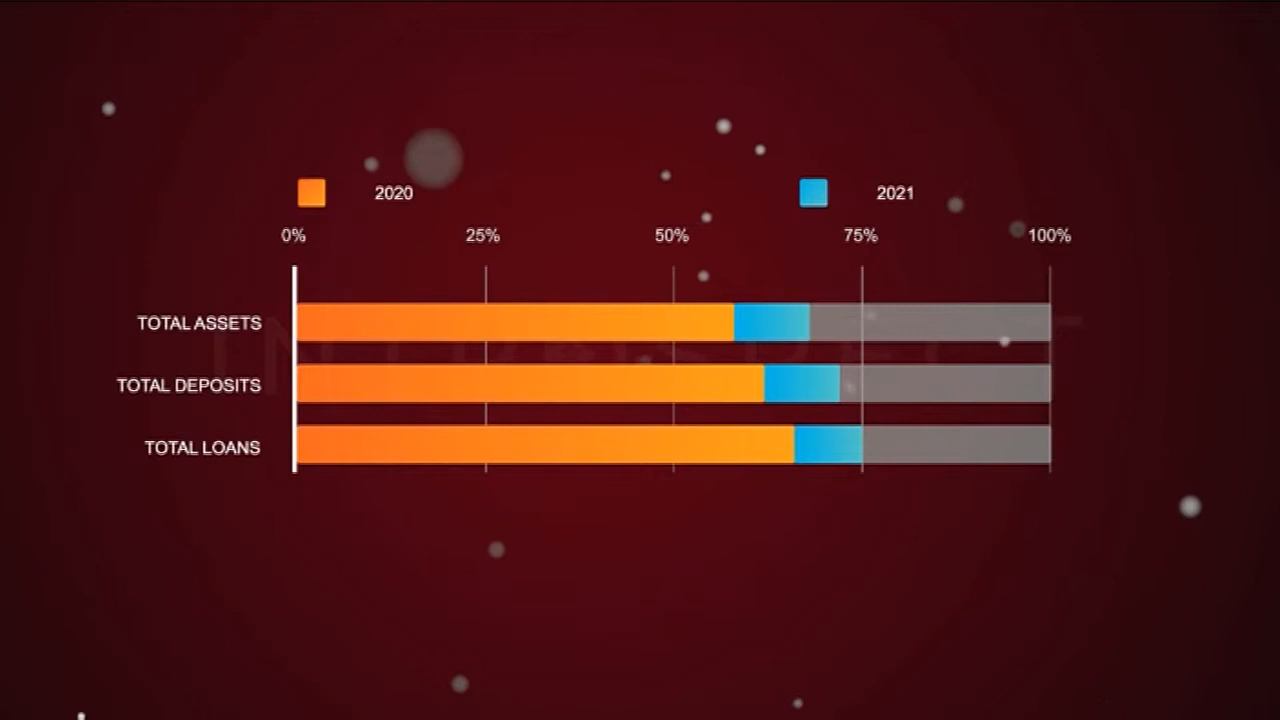 2020 2021
0% 25% 50% 75% 100%
TOTAL ASSETS
TOTAL DEPOSITS
TOTAL LOANS